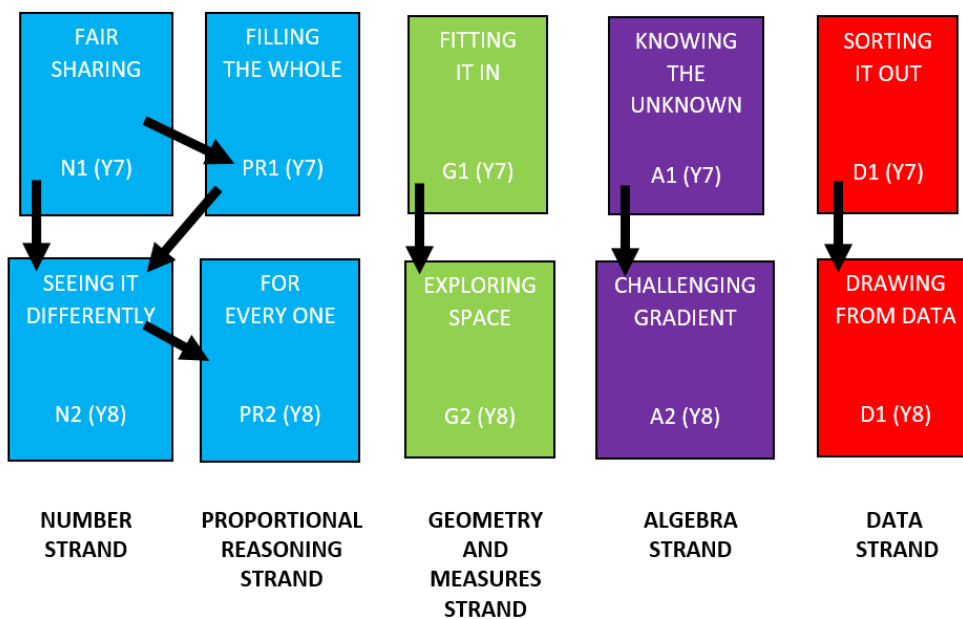 FAIR
SHARING
N1 (Y7)
FILLING
THE WHOLE
PR1 (Y7)
FITTING
IT IN
G1 (Y7)
KNOWING
THE
UNKNOWN
A1 (Y7)
SORTING
IT OUT
D1 (Y7)
SEEING IT
DIFFERENTLY
N2 (Y8)
FOR
EVERY ONE
PR2 (Y8)
EXPLORING
SPACE
G2 (Y8)
CHALLENGING
GRADIENT
A2 (Y8)
DRAWING
FROM DATA
D1 (Y8)
NUMBER
STRAND
PROPORTIONAL
REASONING
STRAND
GEOMETRY
AND
MEASURES
STRAND
ALGEBRA
STRAND
DATA
STRAND